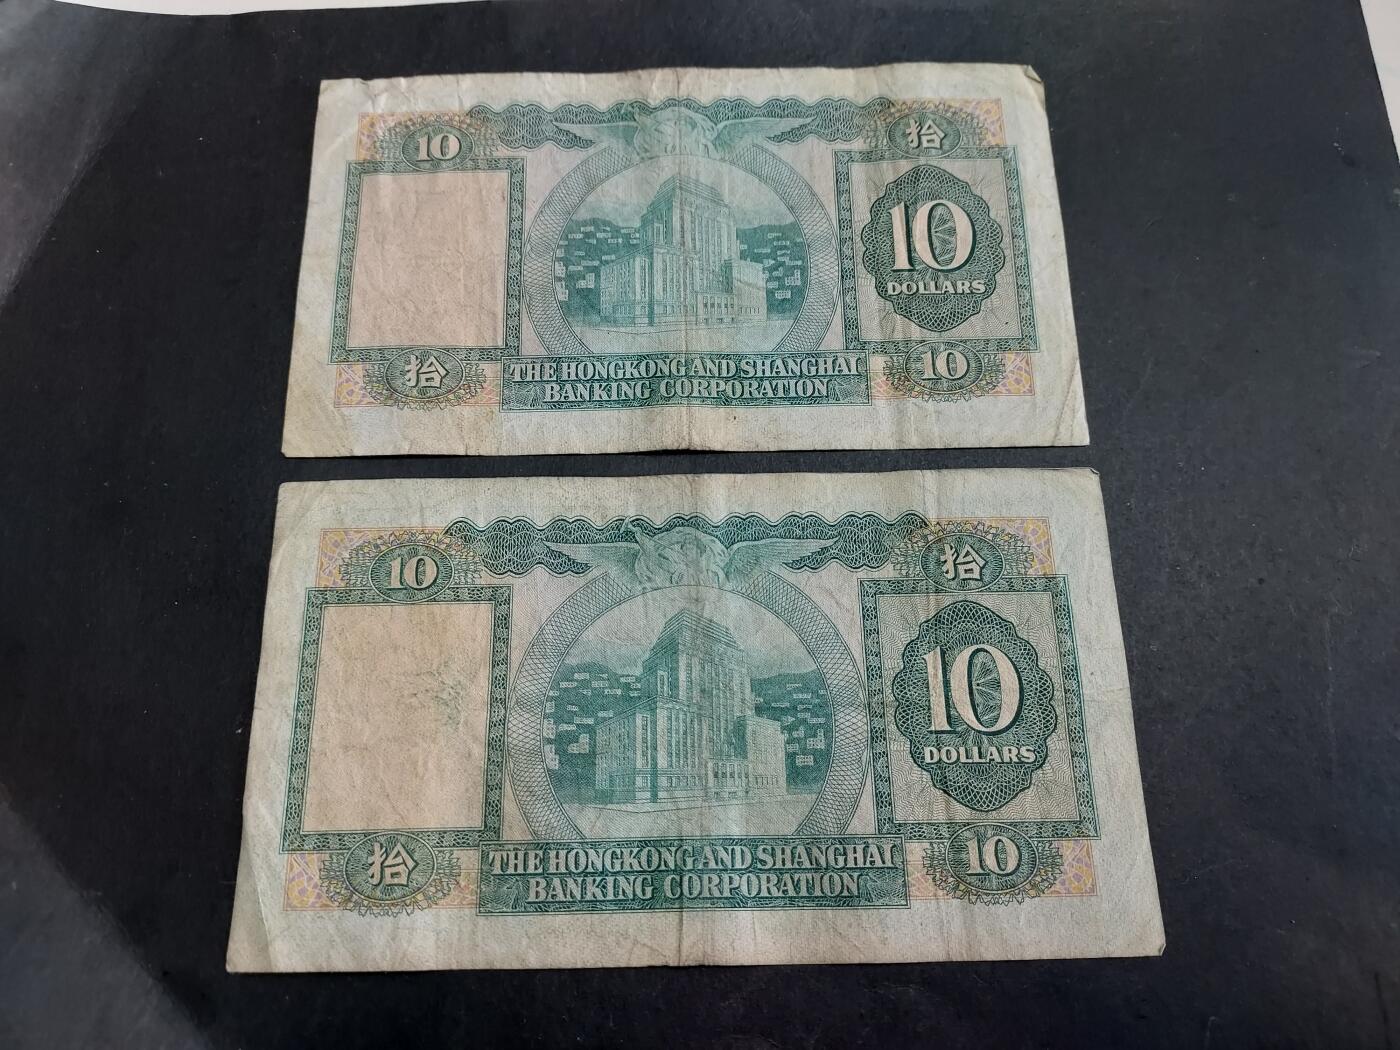 10
拾
10
DOLLARS
拾
THE HONGKONG AND SHANGHAI
BANKING CORPORATION
10
10
拾
10
DOLLARS
拾
THE HONGKONG AND SHANGHAI
BANKING CORPORATION
10